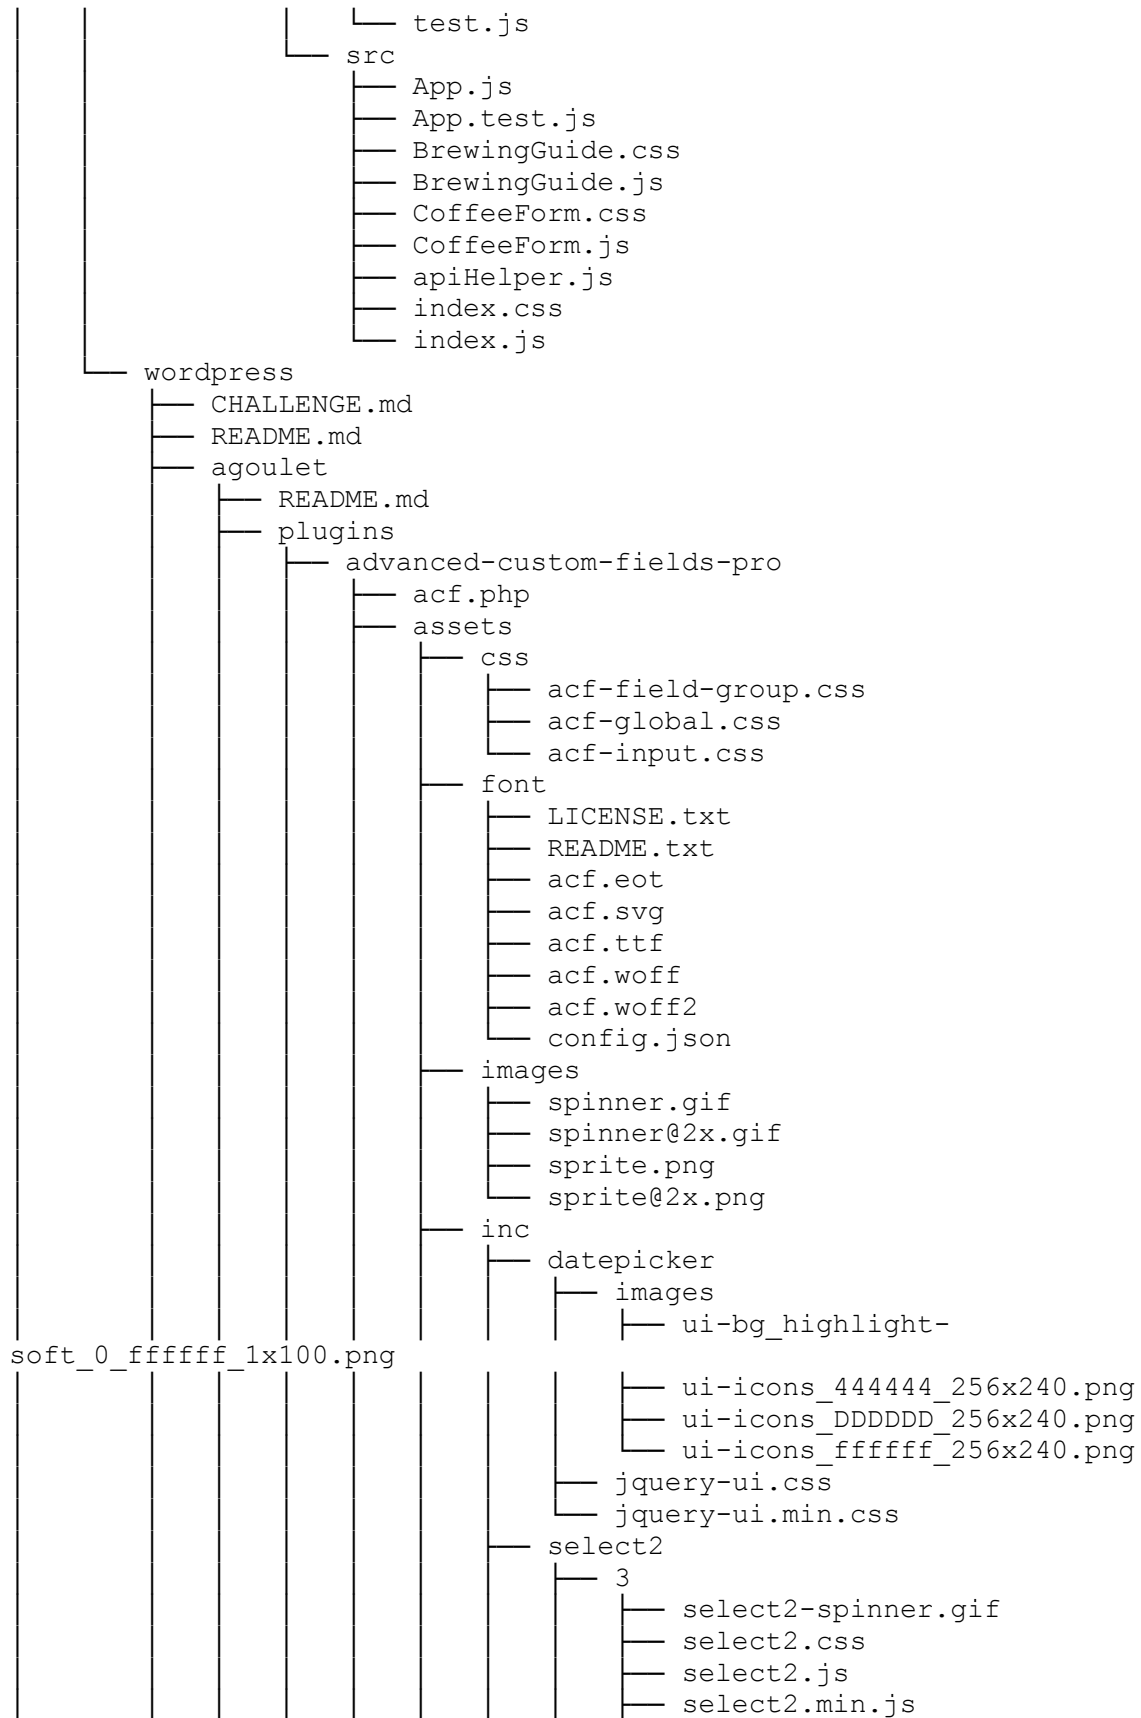 test.js
src
App.js
App.test.js
BrewingGuide.css
BrewingGuide.js
CoffeeForm.css
CoffeeForm.js
apiHelper.js
index.css
index.js
wordpress
CHALLENGE.md
README.md
agoulet
README.md
plugins
advanced-custom-fields-pro
acf.php
assets
css
acf-field-group.css
acf-global.css
acf-input.css
font
LICENSE.txt
README.txt
acf.eot
acf.svg
acf.ttf
acf.woff
acf.woff2
config.json
images
spinner.gif
spinner@2x.gif
sprite.png
sprite@2x.png
inc
datepicker
images
ui-bg_highlight-
soft_0_ffffff_1x100.png
ui-icons_444444_256x240.png
ui-icons_DDDDDD_256x240.png
ui-icons_ffffff_256x240.png
jquery-ui.css
jquery-ui.min.css
select2
3
select2-spinner.gif
select2.css
select2.js
select2.min.js